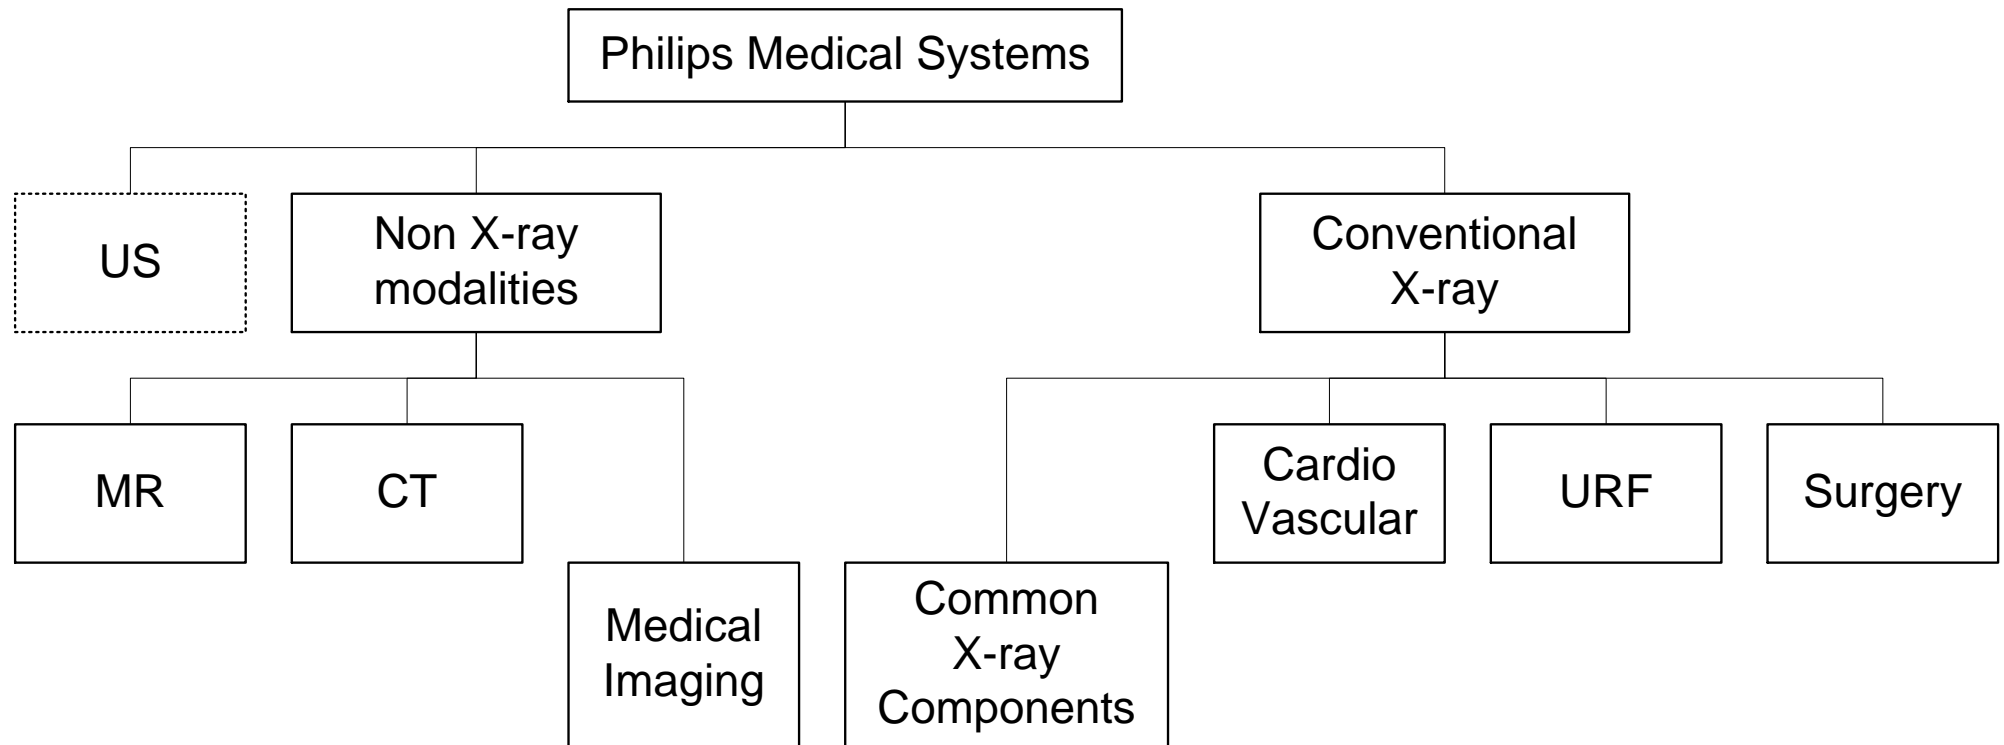 Philips Medical Systems
US
Non X-ray
modalities
Conventional
X-ray
MR
CT
Medical
Imaging
Common
X-ray
Components
Cardio
Vascular
URF
Surgery